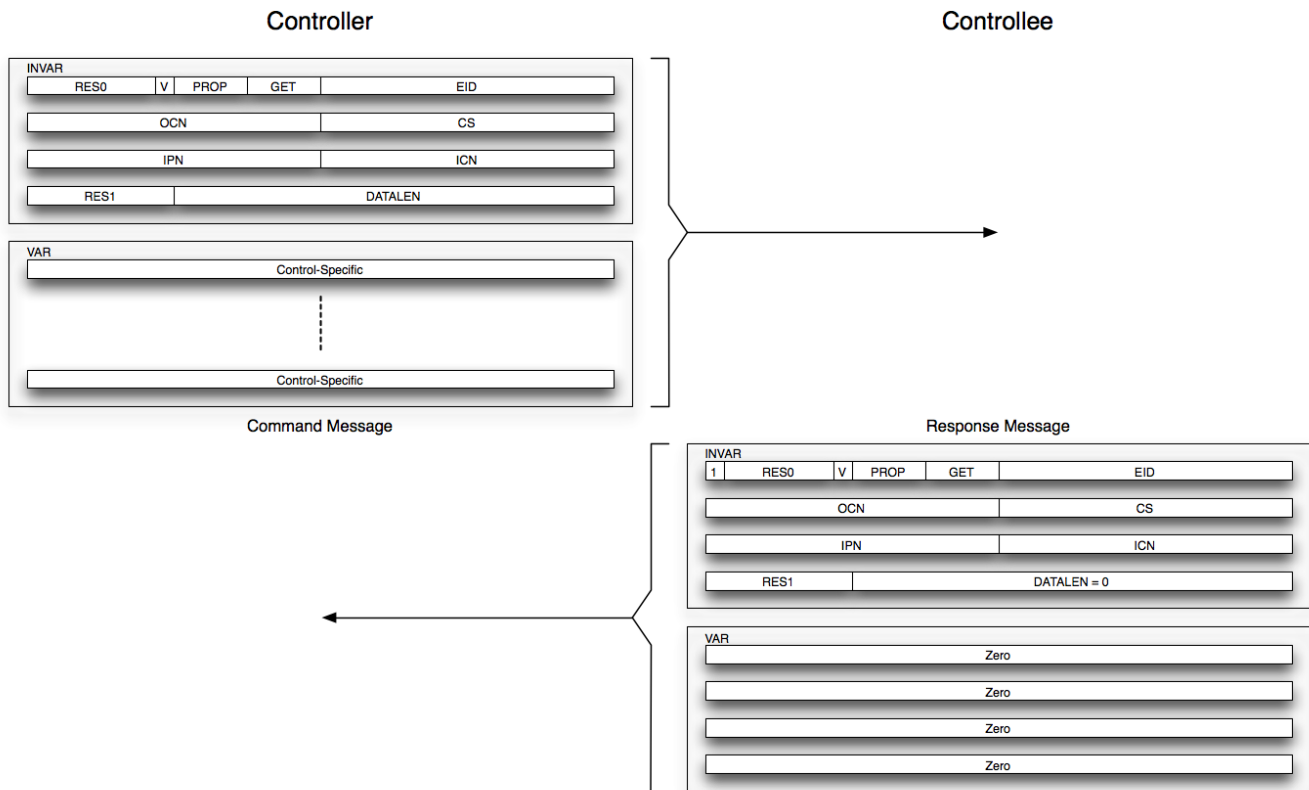 Controller Controllee
INVAR
RES0 V PROP GET EID
OCN CS
IPN ICN
RES1 DATALEN
VAR
Control-Specific
Control-Specific
Command Message Response Message
INVAR
1 RES0 V PROP GET EID
OCN CS
IPN ICN
RES1 DATALEN = 0
VAR
Zero
Zero
Zero
Zero